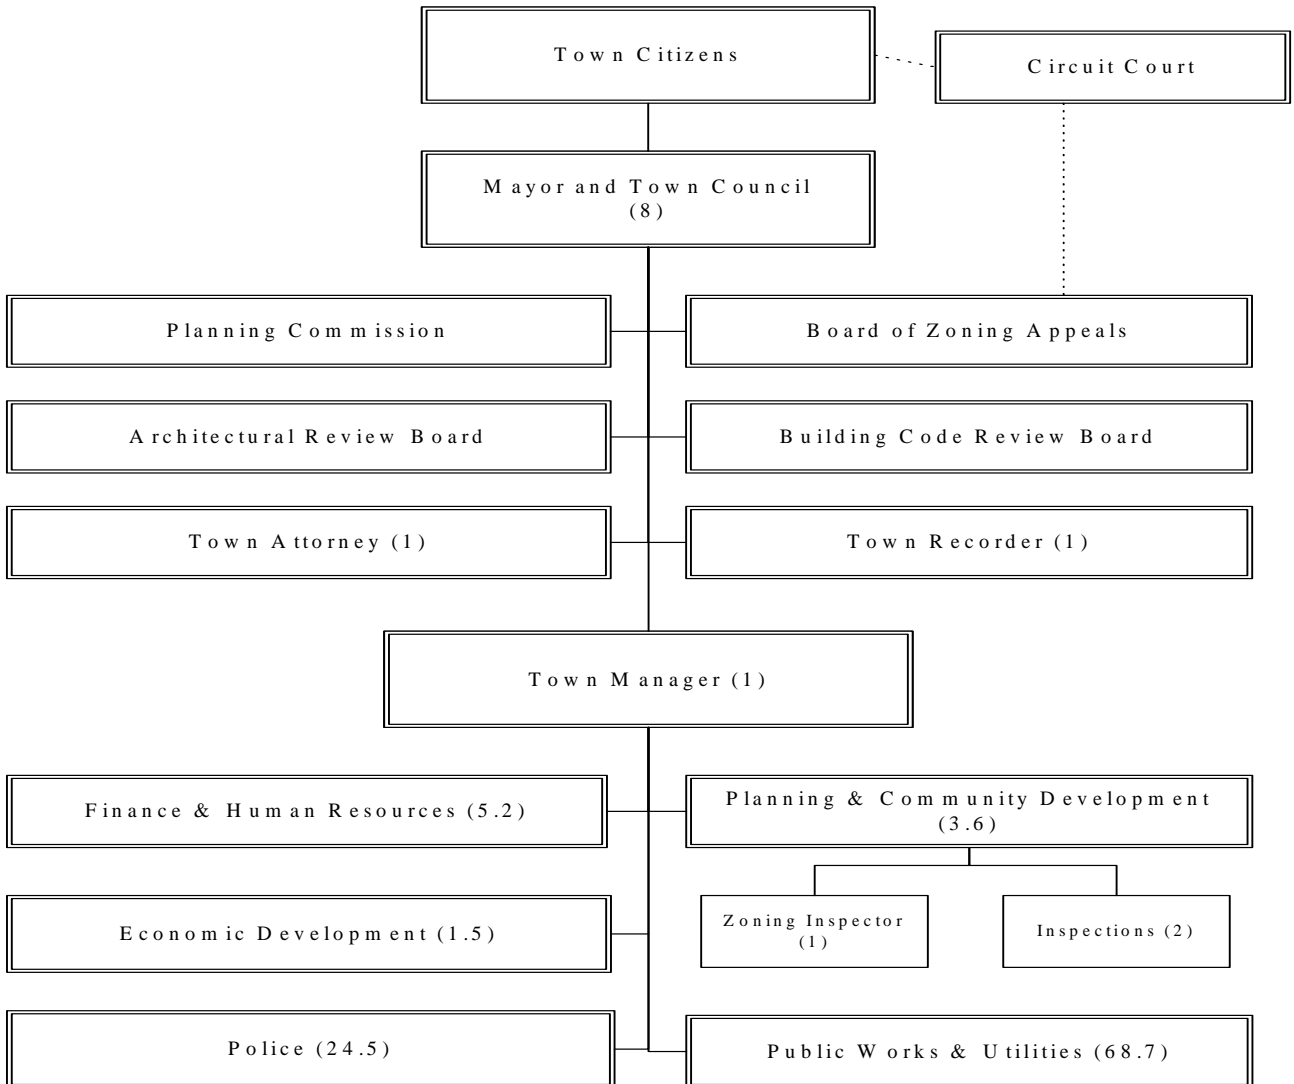 Town Citizens
Circuit Court
Mayor and Town Council
(8)
Planning Commission
Board of Zoning Appeals
Architectural Review Board
Building Code Review Board
Town Attorney (1)
Town Recorder (1)
Town Manager (1)
Finance & Human Resources (5.2)
Planning & Community Development
(3.6)
Zoning Inspector
(1)
Inspections (2)
Economic Development (1.5)
Police (24.5)
Public Works & Utilities (68.7)